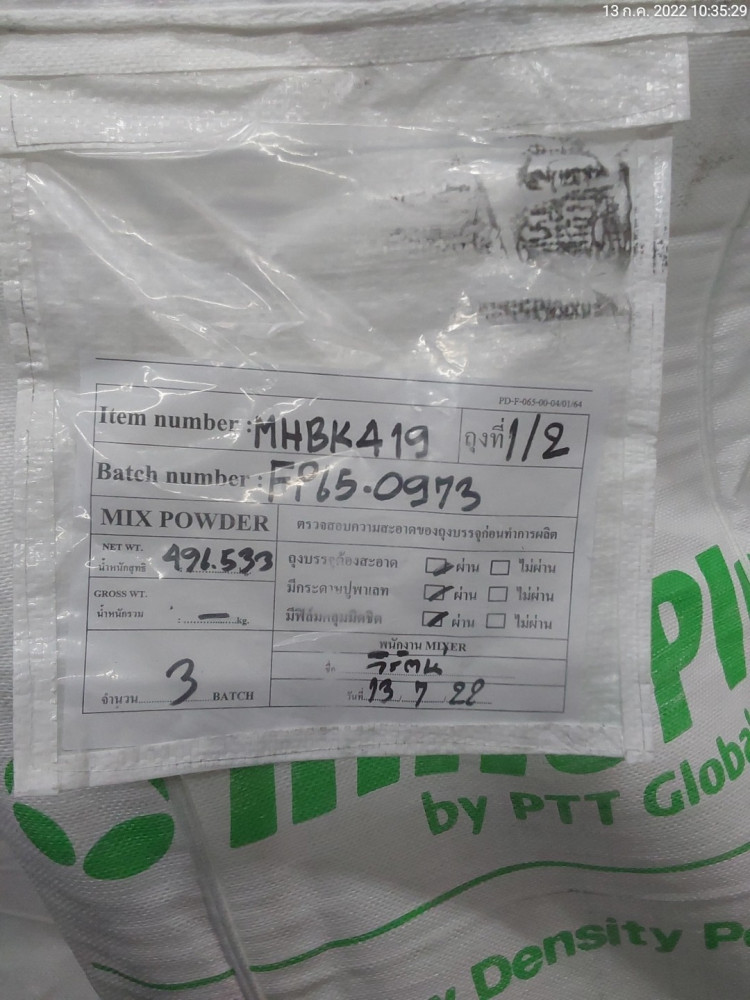 13 ก.ค. 2022 10:35:29
PD-F-065-00-04/01/64
Item number : MHBK419 ถุงที่ 1/2
Batch number : FP65-0973
MIX POWDER
ตรวจสอบความสะอาดของถุงบรรจุก่อนทำการผลิต
NET WT.
น้ำหนักสุทธิ 496.533
GROSS WT.
น้ำหนักรวม : - kg.
ถุงบรรจุต้องสะอาด ผ่าน ไม่ผ่าน
มีกระดาษปูพาเลท ผ่าน ไม่ผ่าน
มีฟิล์มคลุมมิดชิด ผ่าน ไม่ผ่าน
พนักงาน MIXER
ชื่อ
วันที่ 13 / 7 / 22
จำนวน 3 BATCH
by PTT Globa
Density Po